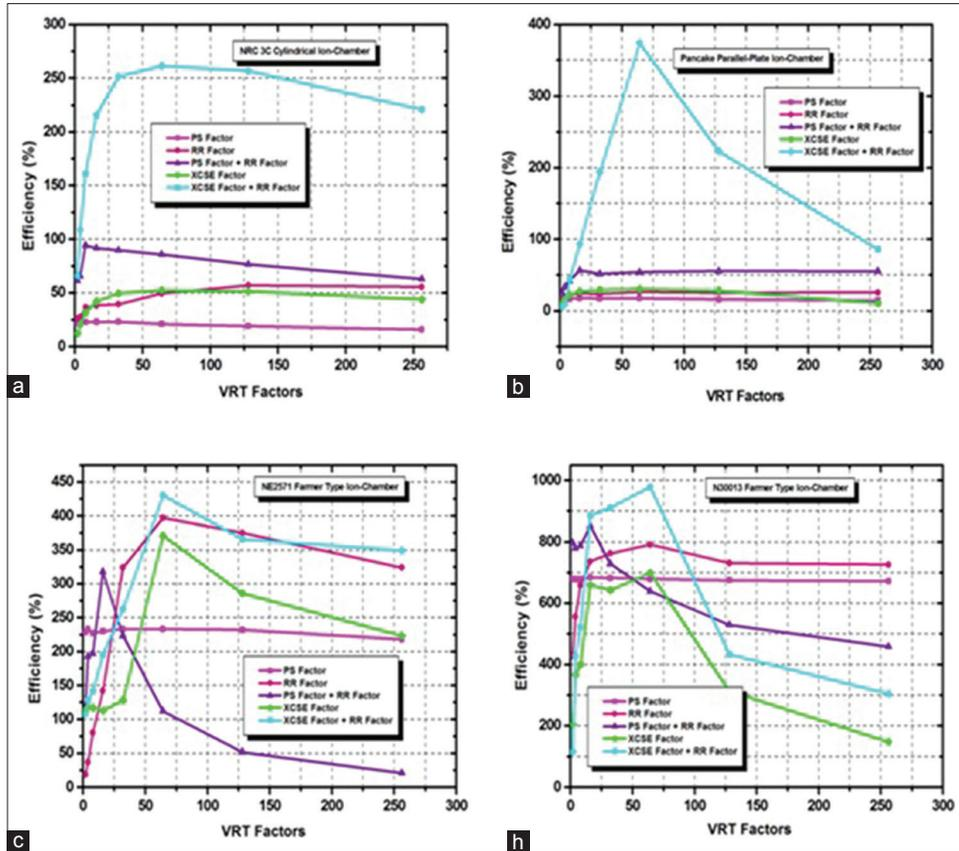 300
250
200
150
100
50
0
Efficiency (%)
NRC 3C Cylindrical Ion-Chamber
PS Factor
RR Factor
PS Factor + RR Factor
XCSE Factor
XCSE Factor + RR Factor
0 50 100 150 200 250
VRT Factors
a
400
300
200
100
0
Efficiency (%)
Pancake Parallel-Plate Ion-Chamber
PS Factor
RR Factor
PS Factor + RR Factor
XCSE Factor
XCSE Factor + RR Factor
0 50 100 150 200 250 300
VRT Factors
b
450
400
350
300
250
200
150
100
50
0
Efficiency (%)
NE2571 Farmer Type Ion-Chamber
PS Factor
RR Factor
PS Factor + RR Factor
XCSE Factor
XCSE Factor + RR Factor
0 50 100 150 200 250 300
VRT Factors
c
1000
800
600
400
200
0
Efficiency (%)
N30013 Farmer Type Ion-Chamber
PS Factor
RR Factor
PS Factor + RR Factor
XCSE Factor
XCSE Factor + RR Factor
0 50 100 150 200 250 300
VRT Factors
h